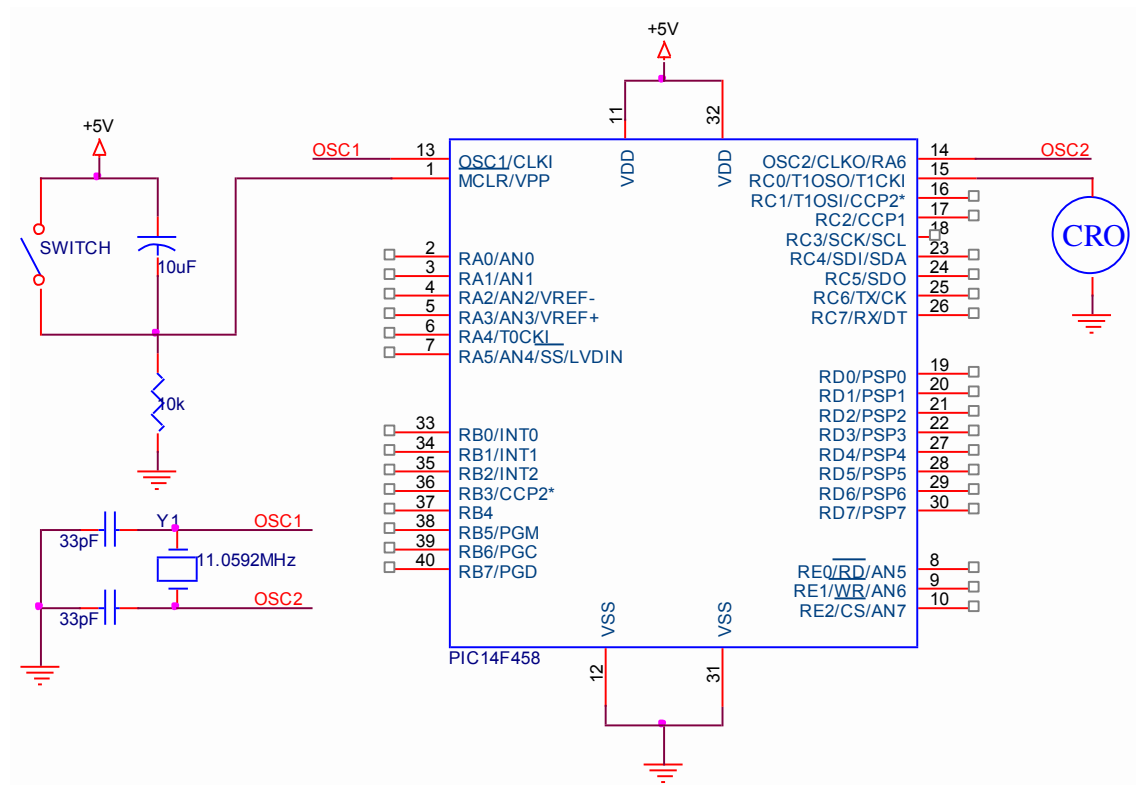 +5V
+5V
SWITCH
10uF
10k
33pF
33pF
Y1
11.0592MHz
OSC1
OSC2
OSC1
13
OSC1/CLKI
1
MCLR/VPP
2
RA0/AN0
3
RA1/AN1
4
RA2/AN2/VREF-
5
RA3/AN3/VREF+
6
RA4/T0CKI
7
RA5/AN4/SS/LVDIN
33
RB0/INT0
34
RB1/INT1
35
RB2/INT2
36
RB3/CCP2*
37
RB4
38
RB5/PGM
39
RB6/PGC
40
RB7/PGD
11
VDD
32
VDD
14
OSC2/CLKO/RA6
OSC2
15
RC0/T1OSO/T1CKI
16
RC1/T1OSI/CCP2*
17
RC2/CCP1
18
RC3/SCK/SCL
23
RC4/SDI/SDA
24
RC5/SDO
25
RC6/TX/CK
26
RC7/RX/DT
CRO
19
RD0/PSP0
20
RD1/PSP1
21
RD2/PSP2
22
RD3/PSP3
27
RD4/PSP4
28
RD5/PSP5
29
RD6/PSP6
30
RD7/PSP7
8
RE0/RD/AN5
9
RE1/WR/AN6
10
RE2/CS/AN7
VSS
12
VSS
31
PIC14F458